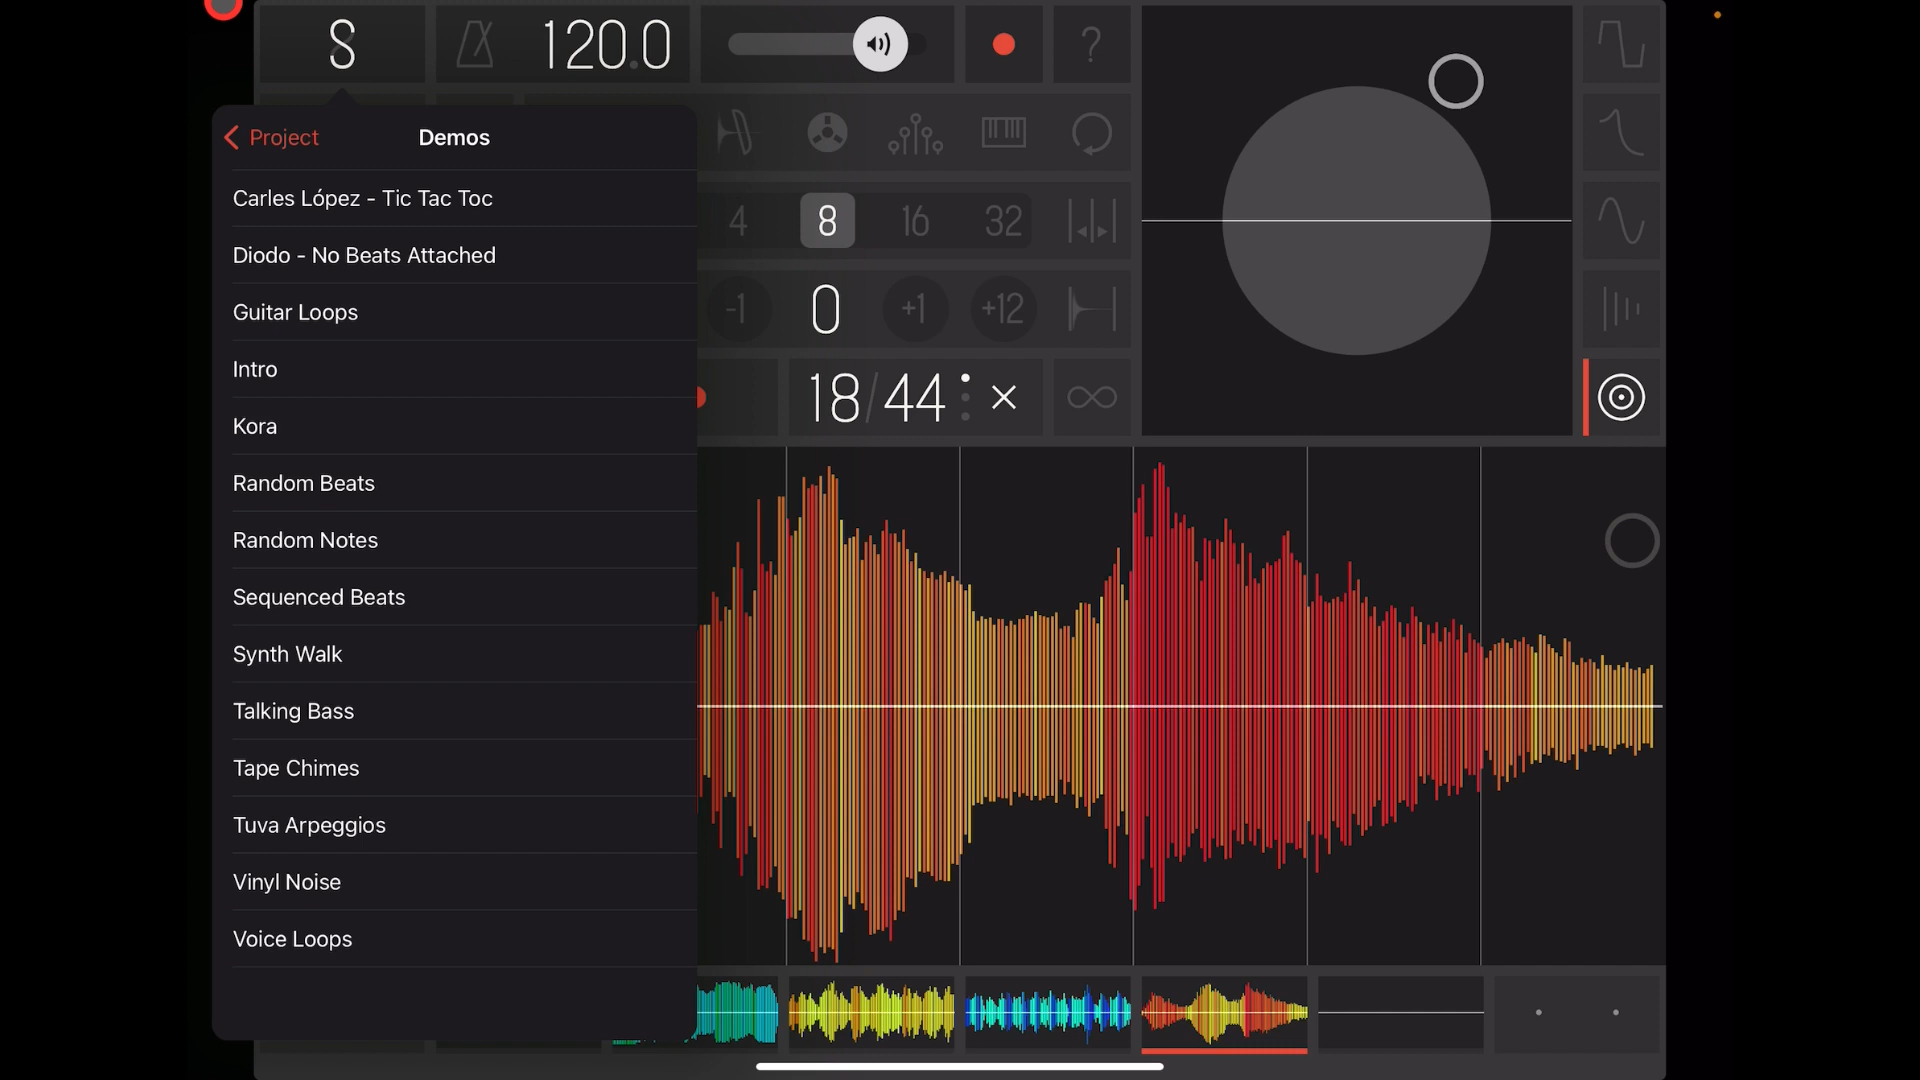 8
120.0
?
Project
Demos
Carles López - Tic Tac Toc
Diodo - No Beats Attached
Guitar Loops
Intro
Kora
Random Beats
Random Notes
Sequenced Beats
Synth Walk
Talking Bass
Tape Chimes
Tuva Arpeggios
Vinyl Noise
Voice Loops
4 8 16 32
-1 0 +1 +12
18/44